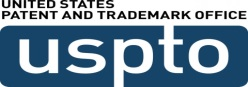 UNITED STATES
PATENT AND TRADEMARK OFFICE
uspto